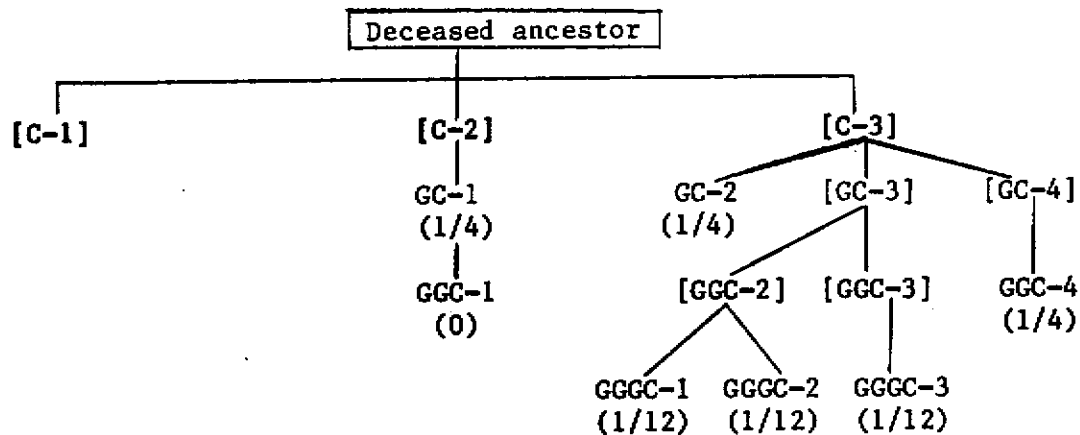 Deceased ancestor
[C-1] [C-2] [C-3]
GC-1 GC-2 [GC-3] [GC-4]
(1/4) (1/4)
GGC-1 [GGC-2] [GGC-3] GGC-4
(0) (1/4)
GGGC-1 GGGC-2 GGGC-3
(1/12) (1/12) (1/12)